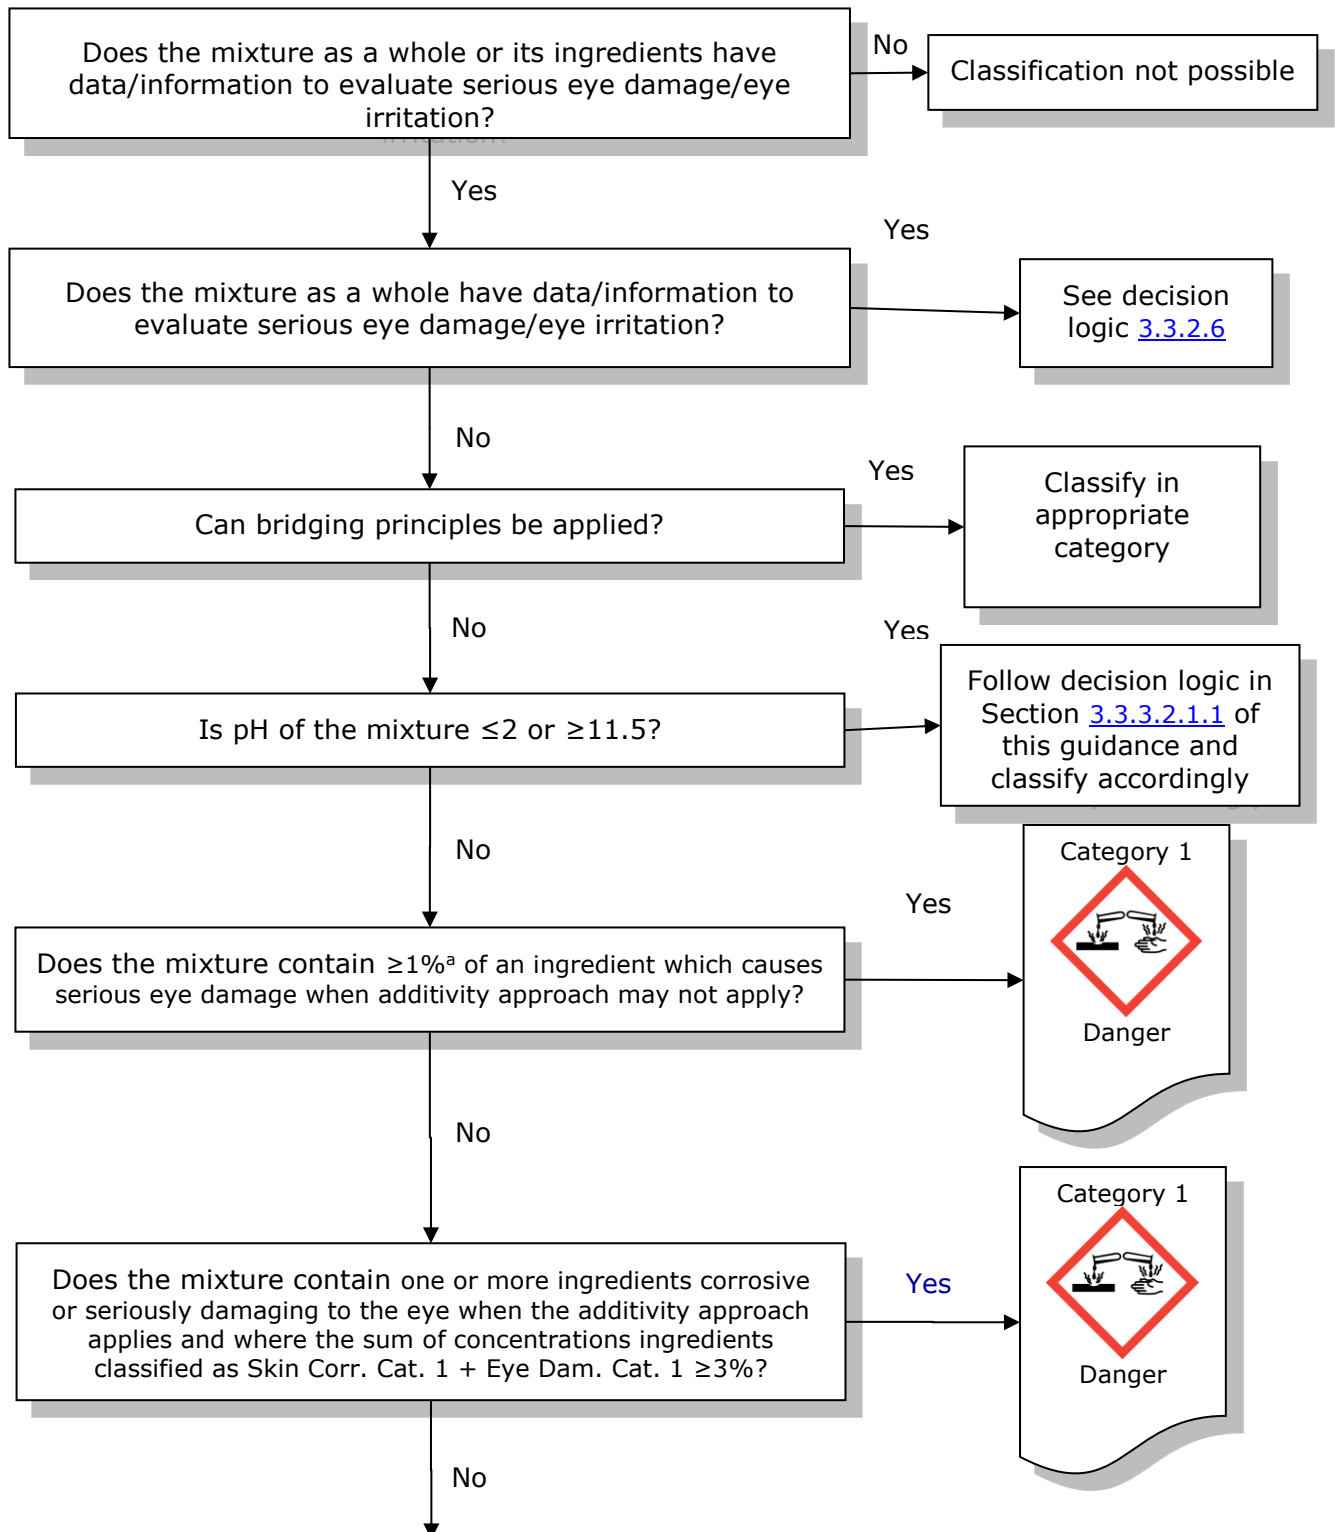 Does the mixture as a whole or its ingredients have
data/information to evaluate serious eye damage/eye
irritation?
No
Classification not possible
Yes
Does the mixture as a whole have data/information to
evaluate serious eye damage/eye irritation?
Yes
See decision
logic 3.3.2.6
No
Can bridging principles be applied?
Yes
Classify in
appropriate
category
No
Is pH of the mixture ≤2 or ≥11.5?
Yes
Follow decision logic in
Section 3.3.3.2.1.1 of
this guidance and
classify accordingly
No
Does the mixture contain ≥1%ᵃ of an ingredient which causes
serious eye damage when additivity approach may not apply?
Yes
Category 1
Danger
No
Does the mixture contain one or more ingredients corrosive
or seriously damaging to the eye when the additivity approach
applies and where the sum of concentrations ingredients
classified as Skin Corr. Cat. 1 + Eye Dam. Cat. 1 ≥3%?
Yes
Category 1
Danger
No